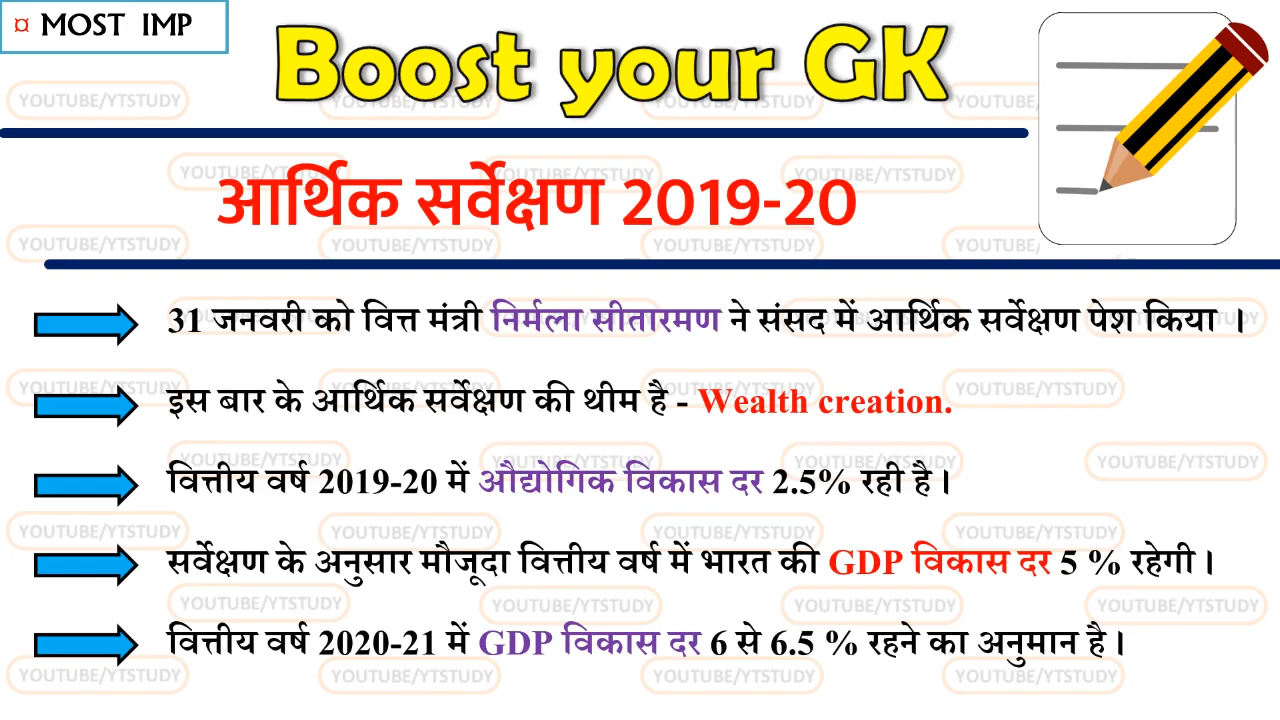 ¤ MOST IMP
Boost your GK
आर्थिक सर्वेक्षण 2019-20
31 जनवरी को वित्त मंत्री निर्मला सीतारमण ने संसद में आर्थिक सर्वेक्षण पेश किया ।
इस बार के आर्थिक सर्वेक्षण की थीम है - Wealth creation.
वित्तीय वर्ष 2019-20 में औद्योगिक विकास दर 2.5% रही है।
सर्वेक्षण के अनुसार मौजूदा वित्तीय वर्ष में भारत की GDP विकास दर 5 % रहेगी।
वित्तीय वर्ष 2020-21 में GDP विकास दर 6 से 6.5 % रहने का अनुमान है।
YOUTUBE/YTSTUDY